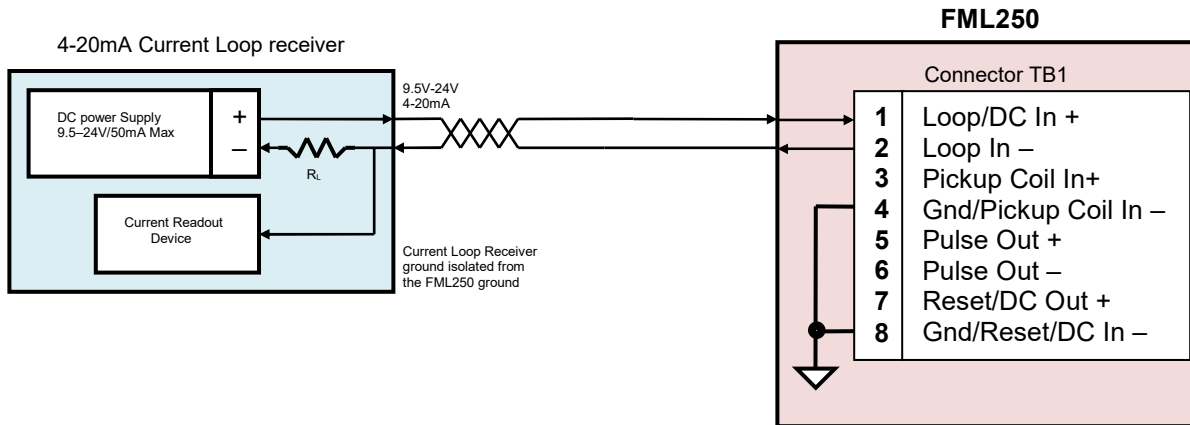 FML250
4-20mA Current Loop receiver
DC power Supply
9.5–24V/50mA Max
+
–
RL
Current Readout
Device
9.5V-24V
4-20mA
Current Loop Receiver
ground isolated from
the FML250 ground
Connector TB1
1 Loop/DC In +
2 Loop In –
3 Pickup Coil In+
4 Gnd/Pickup Coil In –
5 Pulse Out +
6 Pulse Out –
7 Reset/DC Out +
8 Gnd/Reset/DC In –